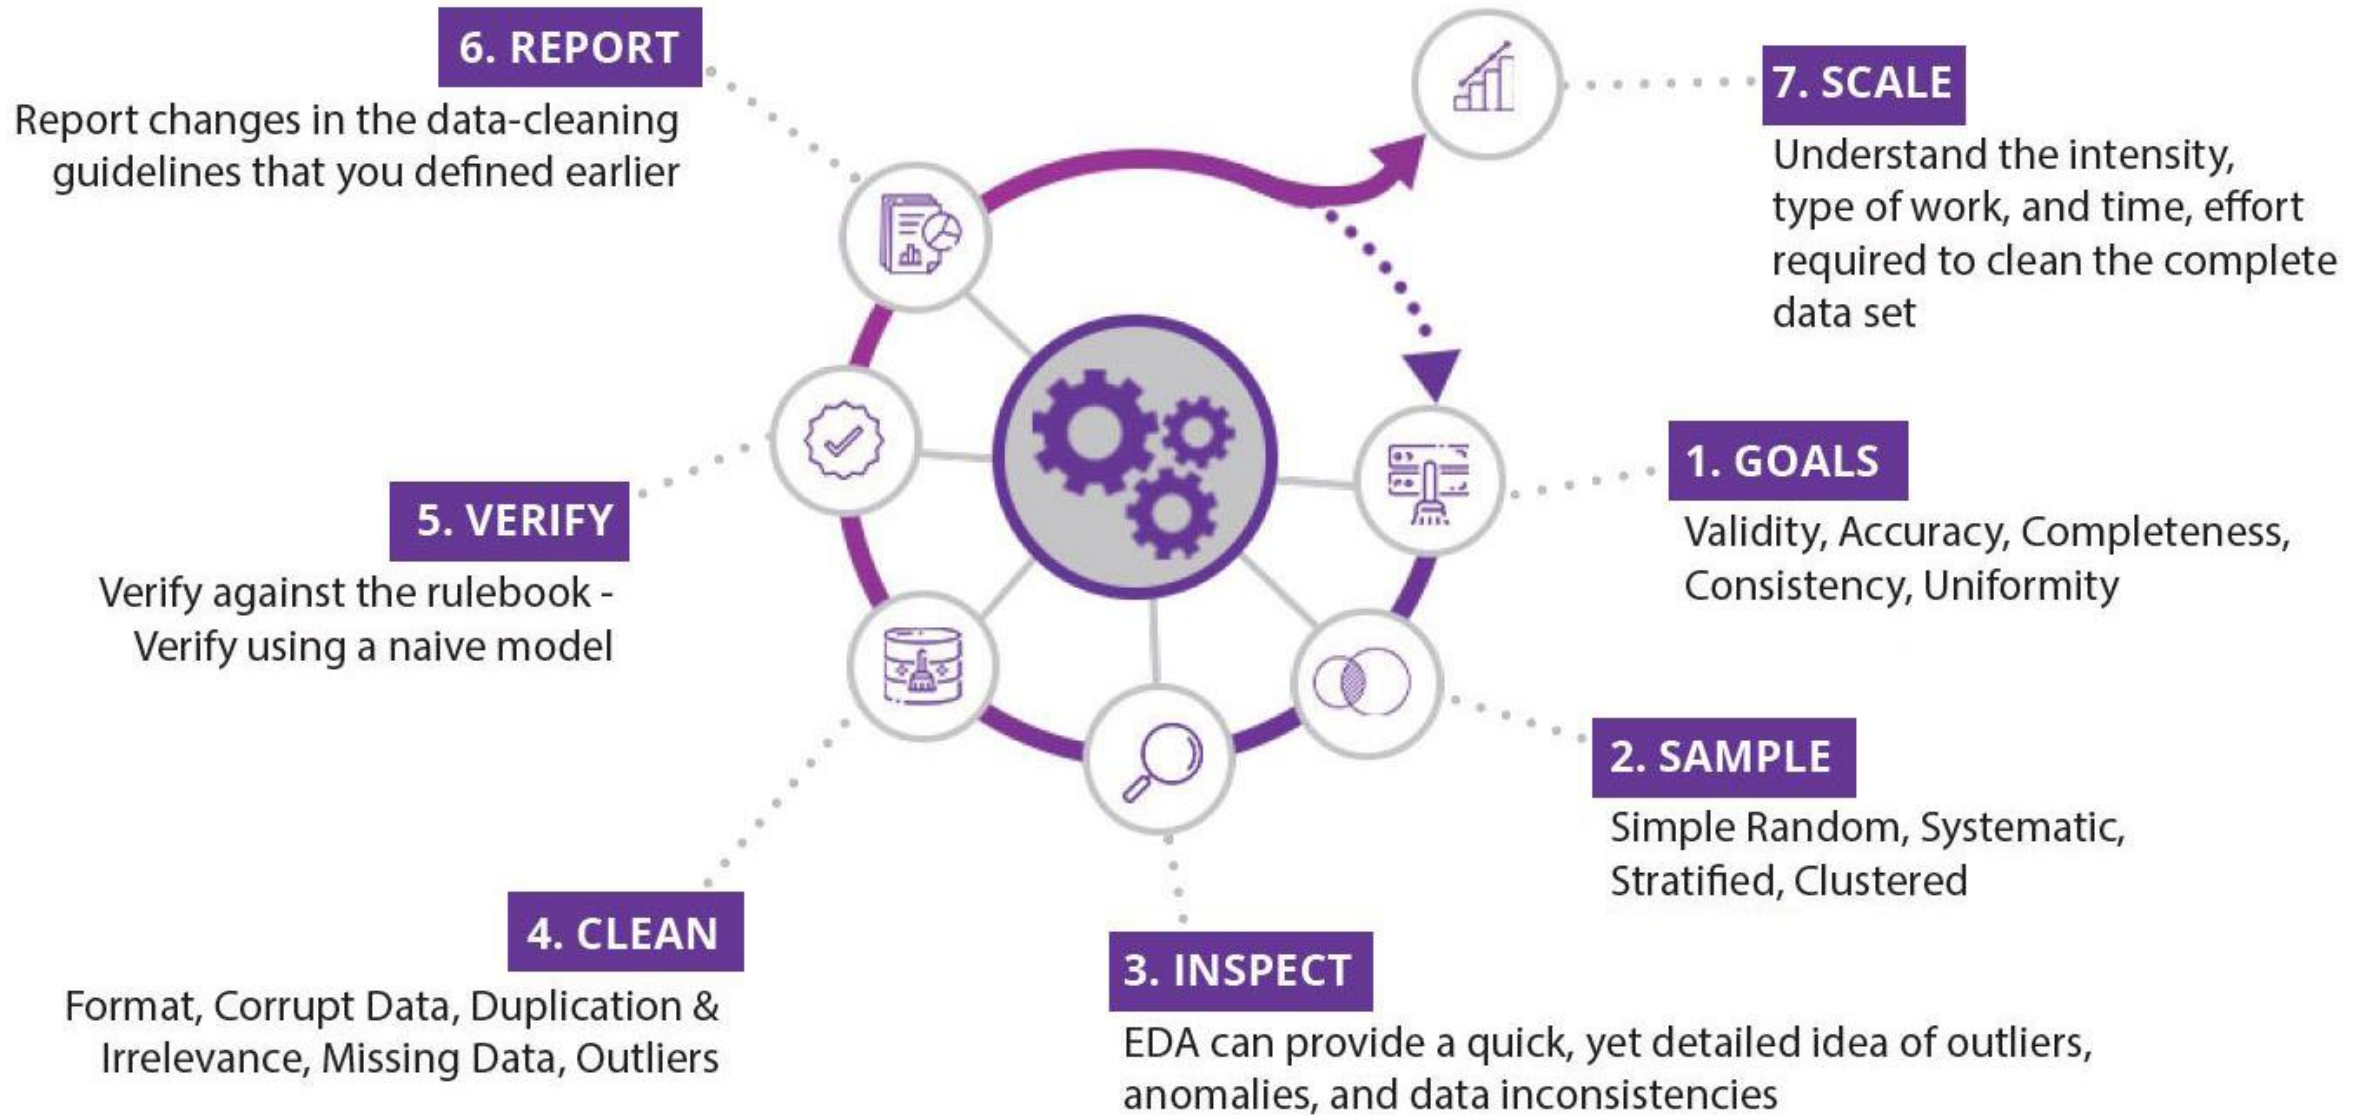 6. REPORT
Report changes in the data-cleaning
guidelines that you defined earlier
7. SCALE
Understand the intensity,
type of work, and time, effort
required to clean the complete
data set
1. GOALS
Validity, Accuracy, Completeness,
Consistency, Uniformity
5. VERIFY
Verify against the rulebook -
Verify using a naive model
2. SAMPLE
Simple Random, Systematic,
Stratified, Clustered
4. CLEAN
Format, Corrupt Data, Duplication &
Irrelevance, Missing Data, Outliers
3. INSPECT
EDA can provide a quick, yet detailed idea of outliers,
anomalies, and data inconsistencies